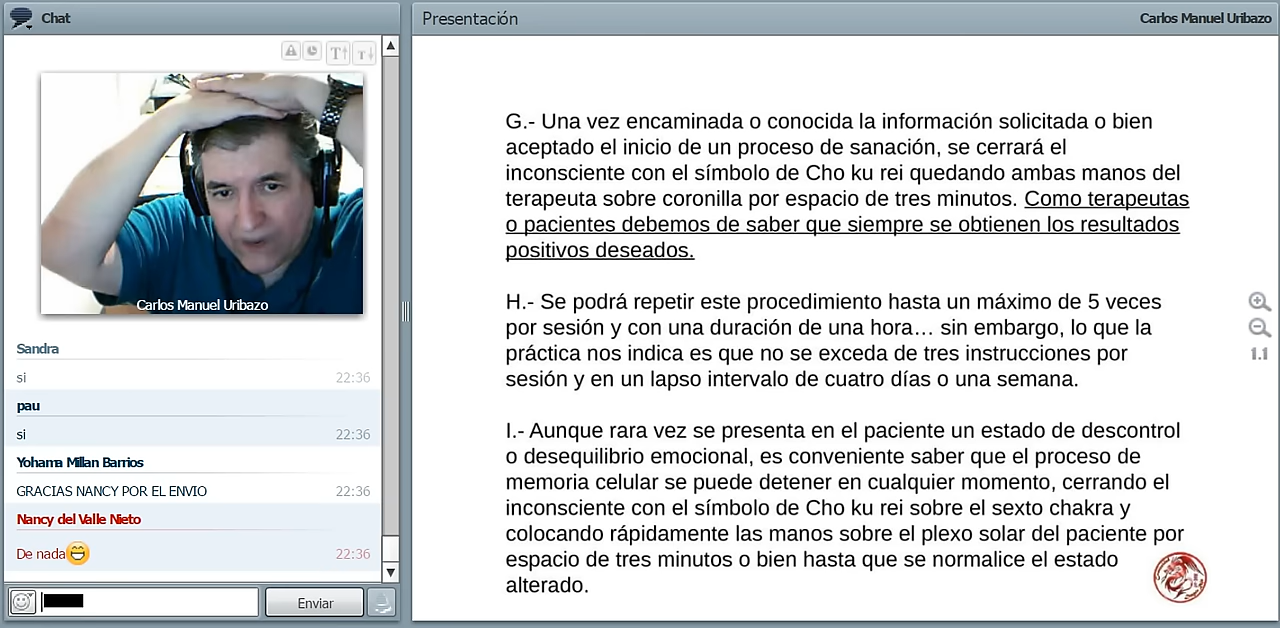 Chat
Carlos Manuel Uribazo
Sandra
si 22:36
pau
si 22:36
Yohama Millan Barrios
GRACIAS NANCY POR EL ENVIO 22:36
Nancy del Valle Nieto
De nada 22:36
Enviar
Presentación
Carlos Manuel Uribazo
G.- Una vez encaminada o conocida la información solicitada o bien
aceptado el inicio de un proceso de sanación, se cerrará el
inconsciente con el símbolo de Cho ku rei quedando ambas manos del
terapeuta sobre coronilla por espacio de tres minutos. Como terapeutas
o pacientes debemos de saber que siempre se obtienen los resultados
positivos deseados.
H.- Se podrá repetir este procedimiento hasta un máximo de 5 veces
por sesión y con una duración de una hora… sin embargo, lo que la
práctica nos indica es que no se exceda de tres instrucciones por
sesión y en un lapso intervalo de cuatro días o una semana.
I.- Aunque rara vez se presenta en el paciente un estado de descontrol
o desequilibrio emocional, es conveniente saber que el proceso de
memoria celular se puede detener en cualquier momento, cerrando el
inconsciente con el símbolo de Cho ku rei sobre el sexto chakra y
colocando rápidamente las manos sobre el plexo solar del paciente por
espacio de tres minutos o bien hasta que se normalice el estado
alterado.
1.1